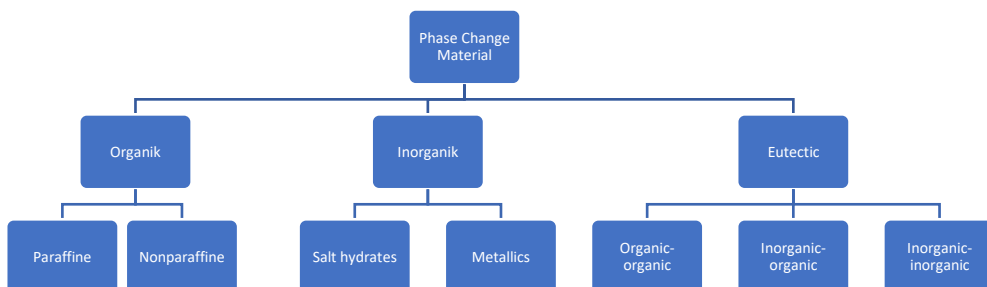 Phase Change
Material
Organik
Inorganik
Eutectic
Paraffine
Nonparaffine
Salt hydrates
Metallics
Organic-
organic
Inorganic-
organic
Inorganic-
inorganic